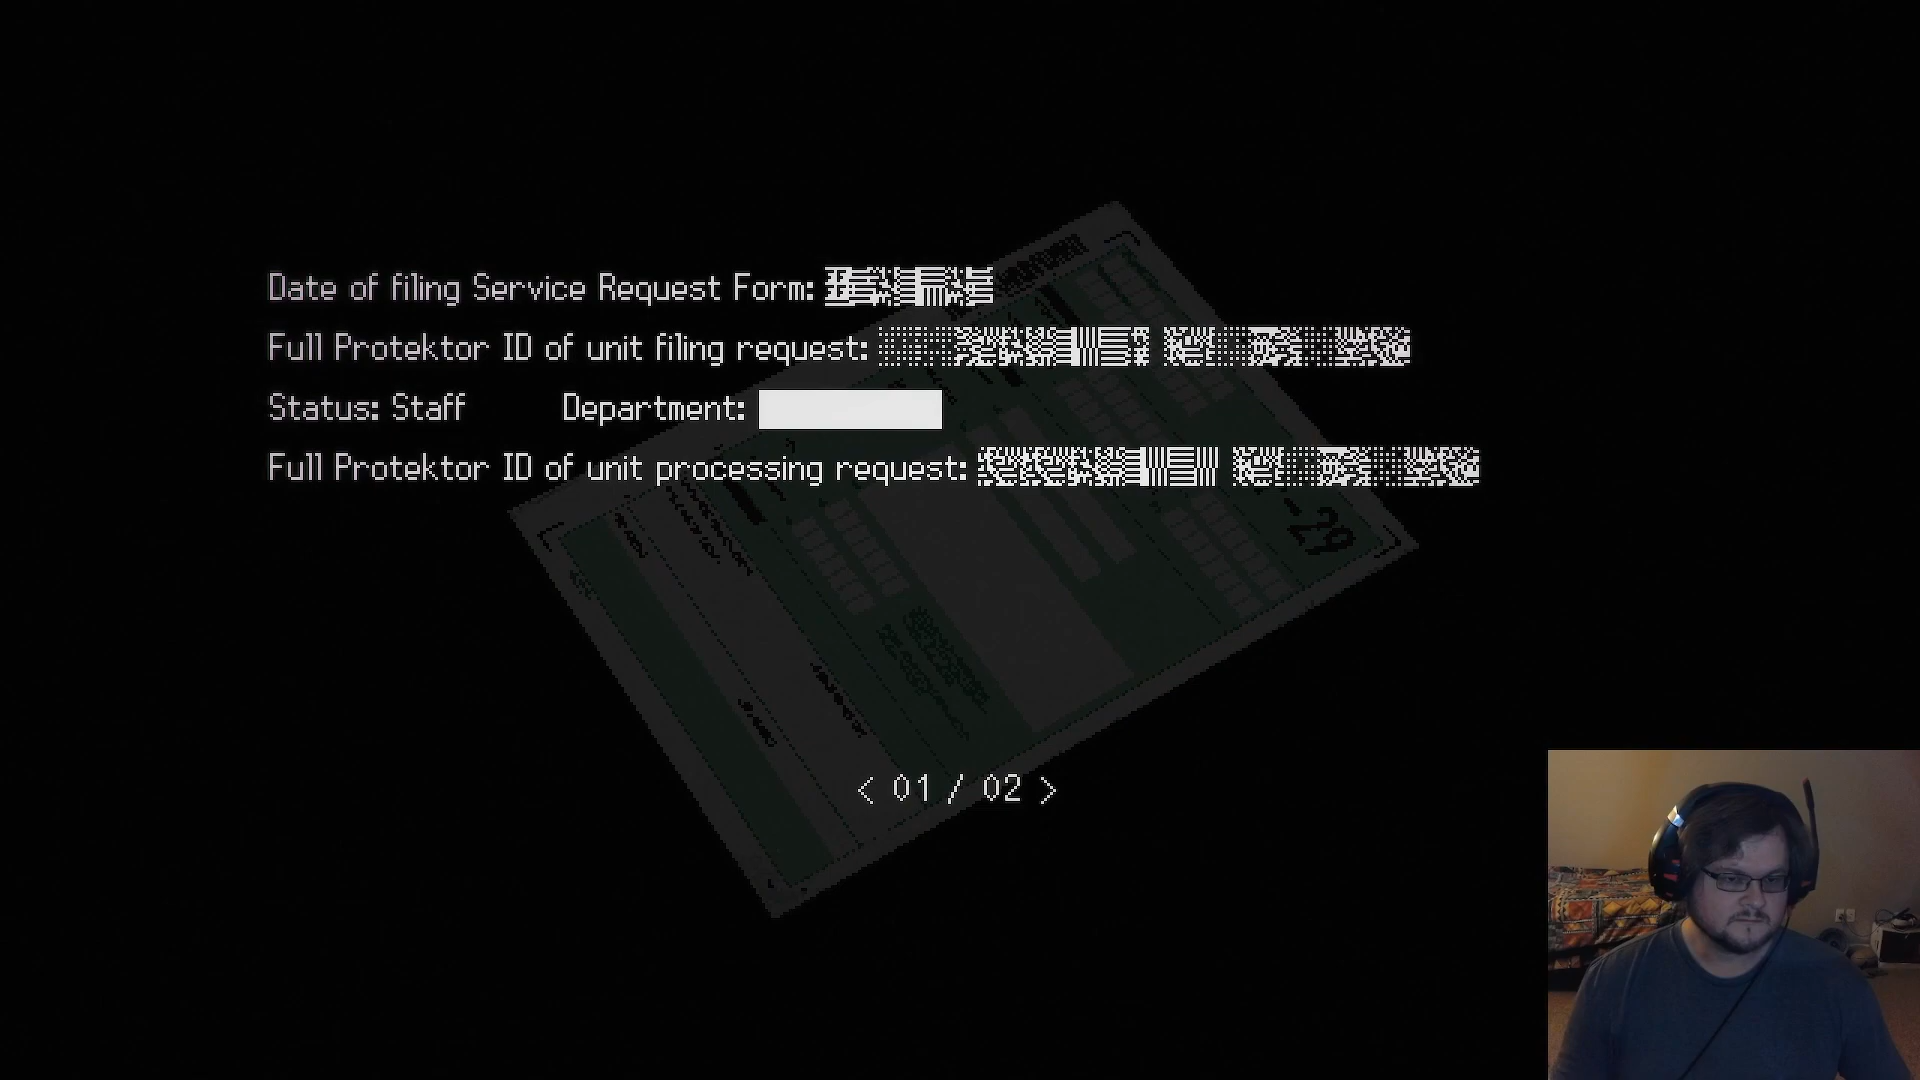 Date of filing Service Request Form:
Full Protektor ID of unit filing request:
Status: Staff Department:
Full Protektor ID of unit processing request:
-29
< 01 / 02 >